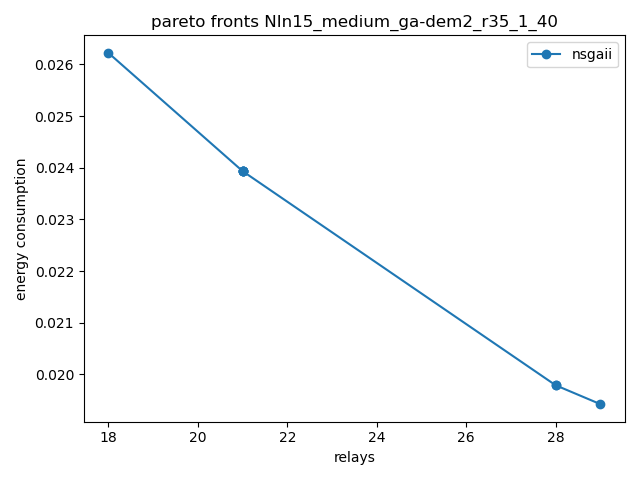 pareto fronts NIn15_medium_ga-dem2_r35_1_40
nsgaii
energy consumption
0.026
0.025
0.024
0.023
0.022
0.021
0.020
18 20 22 24 26 28
relays